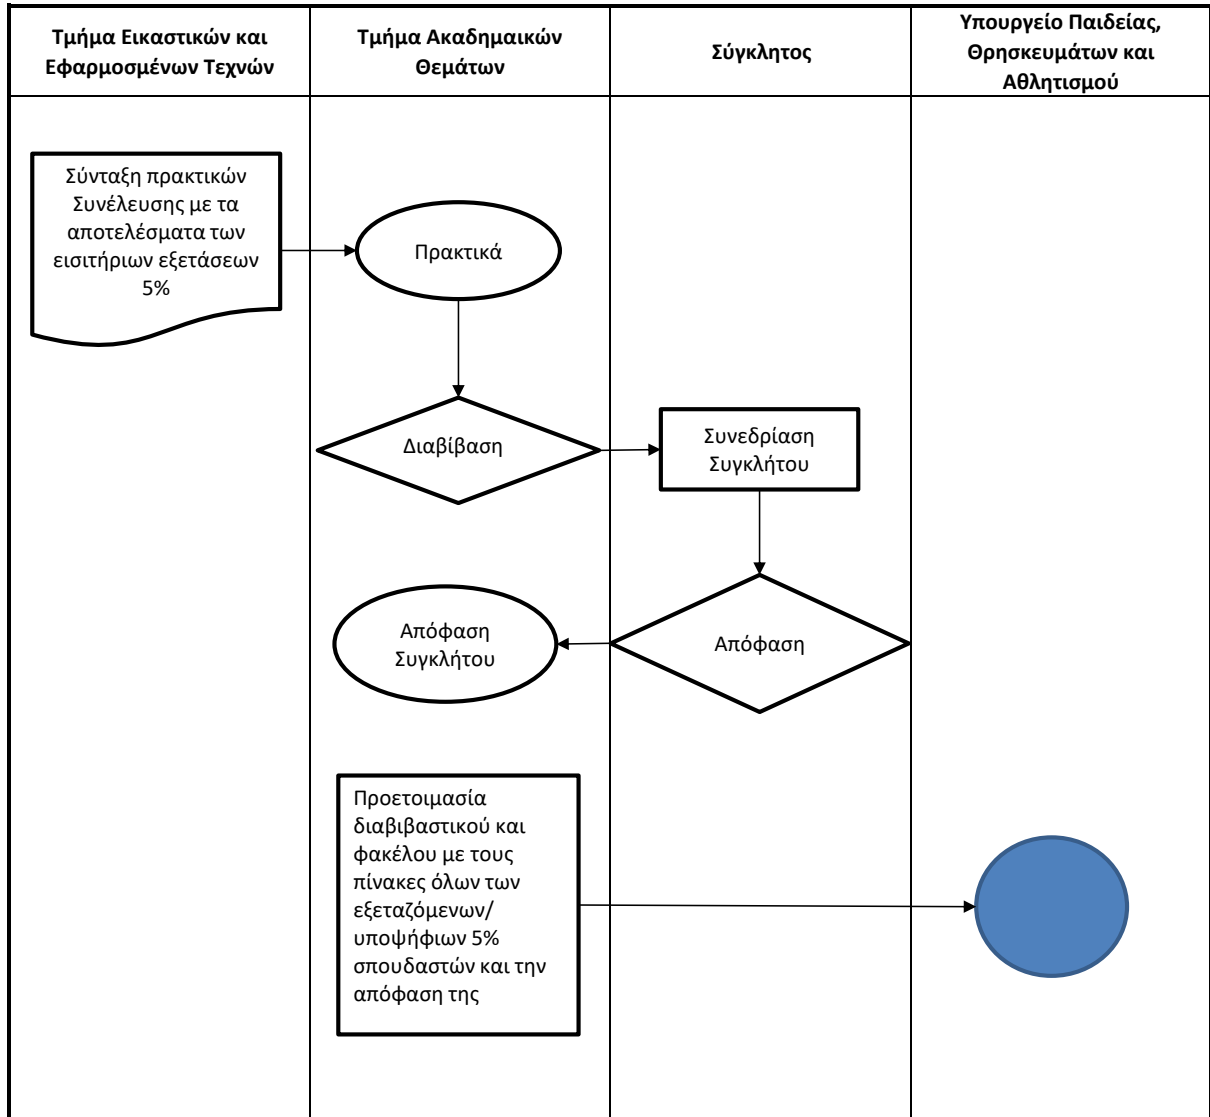 Τμήμα Εικαστικών και
Εφαρμοσμένων Τεχνών
Τμήμα Ακαδημαικών
Θεμάτων
Σύγκλητος
Υπουργείο Παιδείας,
Θρησκευμάτων και
Αθλητισμού
Σύνταξη πρακτικών
Συνέλευσης με τα
αποτελέσματα των
εισιτήριων εξετάσεων
5%
Πρακτικά
Διαβίβαση
Συνεδρίαση
Συγκλήτου
Απόφαση
Συγκλήτου
Απόφαση
Προετοιμασία
διαβιβαστικού και
φακέλου με τους
πίνακες όλων των
εξεταζόμενων/
υποψήφιων 5%
σπουδαστών και την
απόφαση της